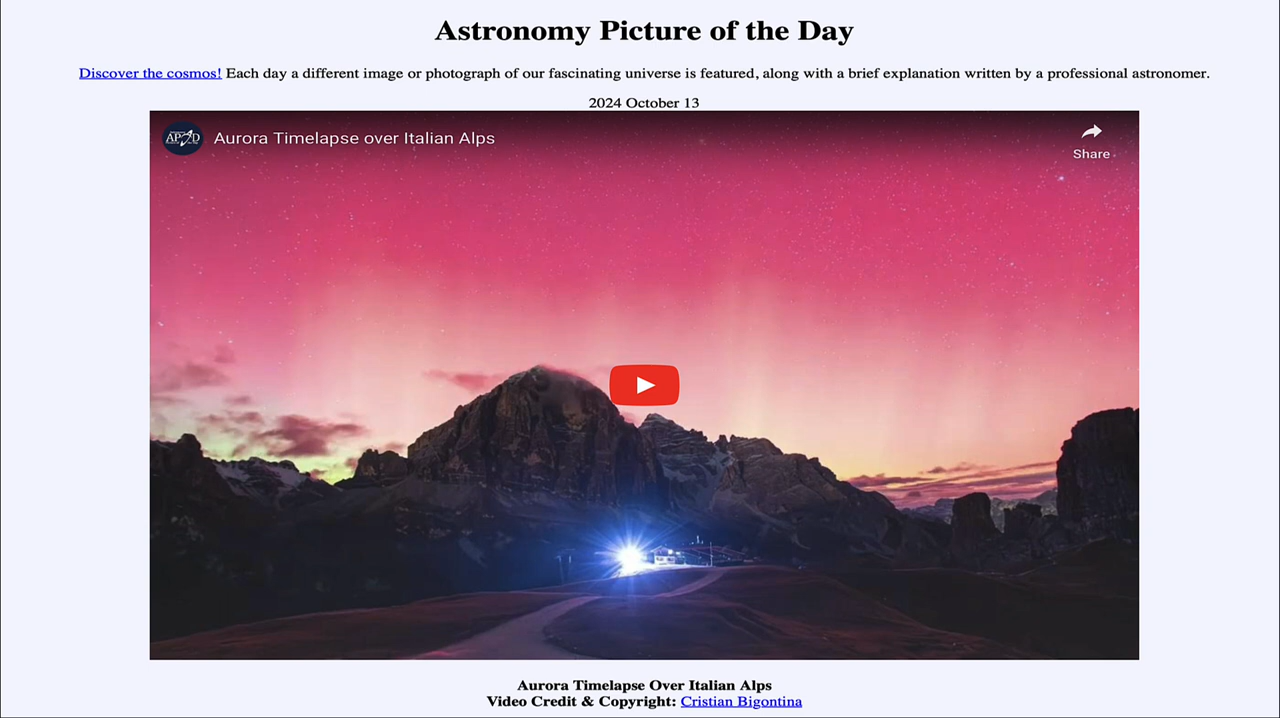 Astronomy Picture of the Day
Discover the cosmos! Each day a different image or photograph of our fascinating universe is featured, along with a brief explanation written by a professional astronomer.
2024 October 13
APOD
Aurora Timelapse over Italian Alps
Share
Aurora Timelapse Over Italian Alps
Video Credit & Copyright: Cristian Bigontina